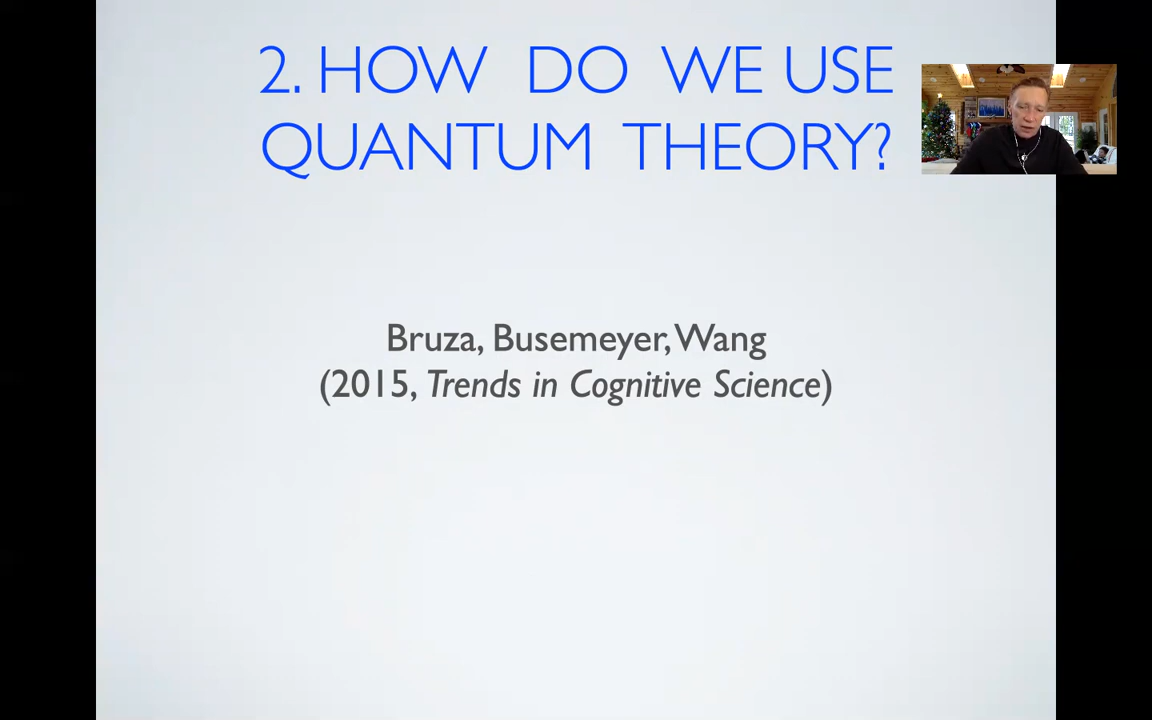 2. HOW DO WE USE
QUANTUM THEORY?
Bruza, Busemeyer, Wang
(2015, Trends in Cognitive Science)